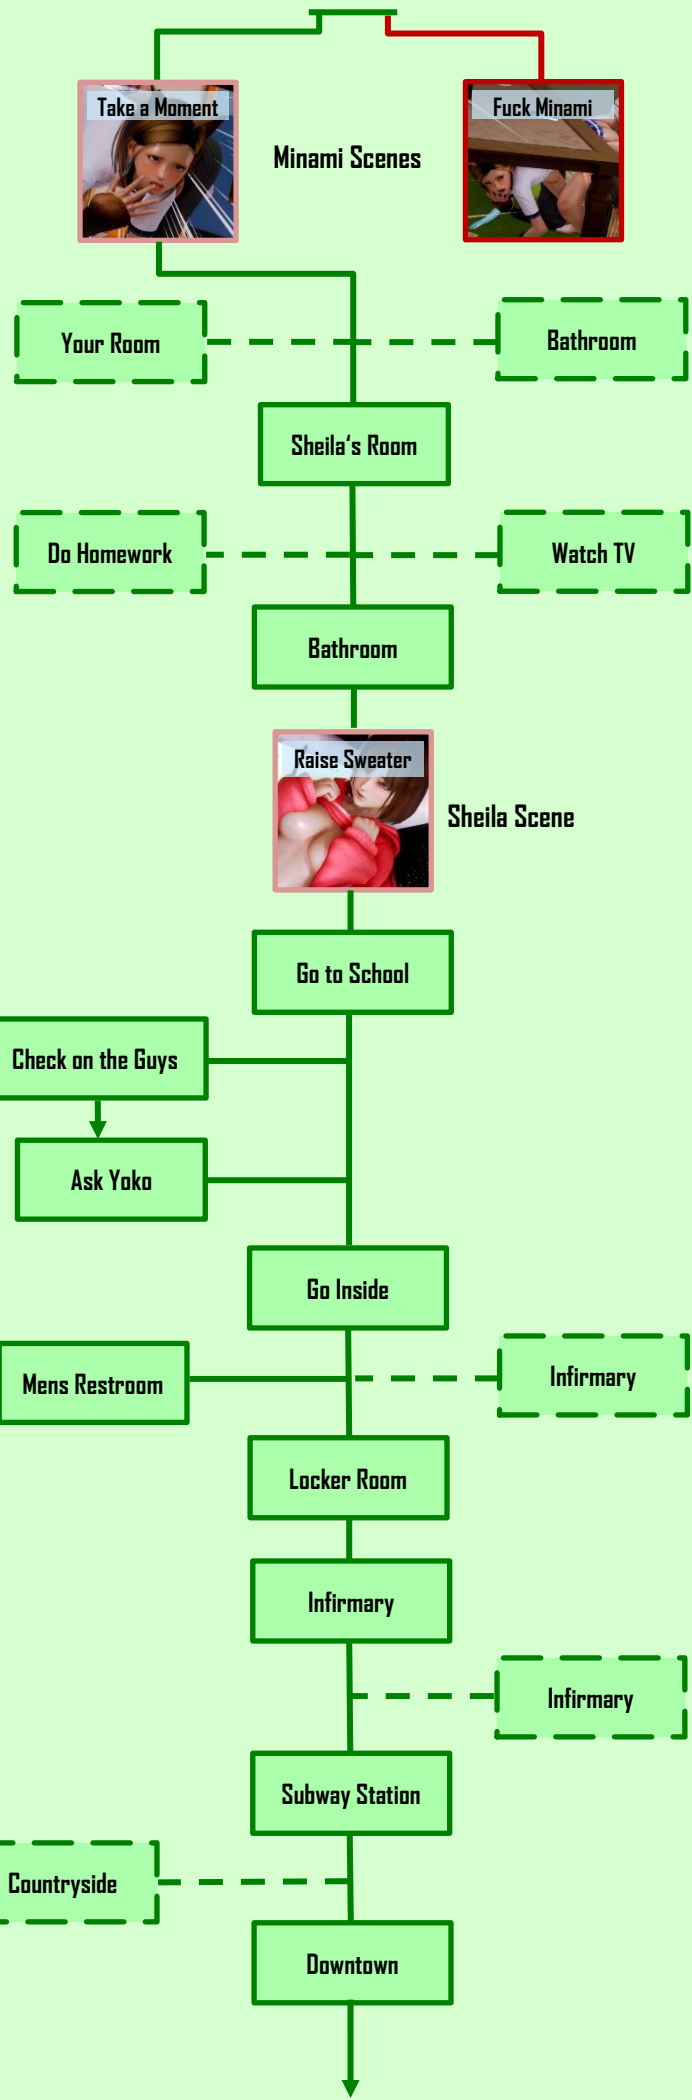 Take a Moment
Fuck Minami
Minami Scenes
Your Room
Bathroom
Sheila‘s Room
Do Homework
Watch TV
Bathroom
Raise Sweater
Sheila Scene
Go to School
Check on the Guys
Ask Yoko
Go Inside
Mens Restroom
Infirmary
Locker Room
Infirmary
Infirmary
Subway Station
Countryside
Downtown